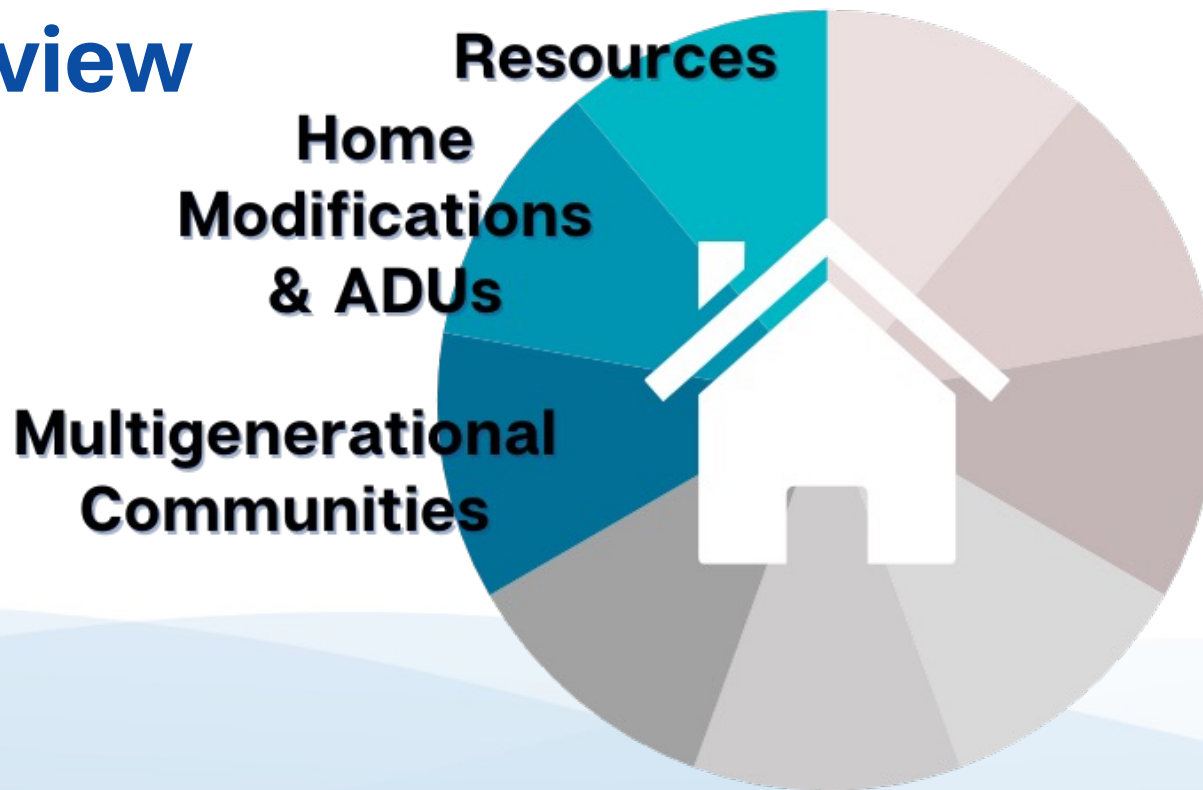 view
Resources
Home
Modifications
& ADUs
Multigenerational
Communities